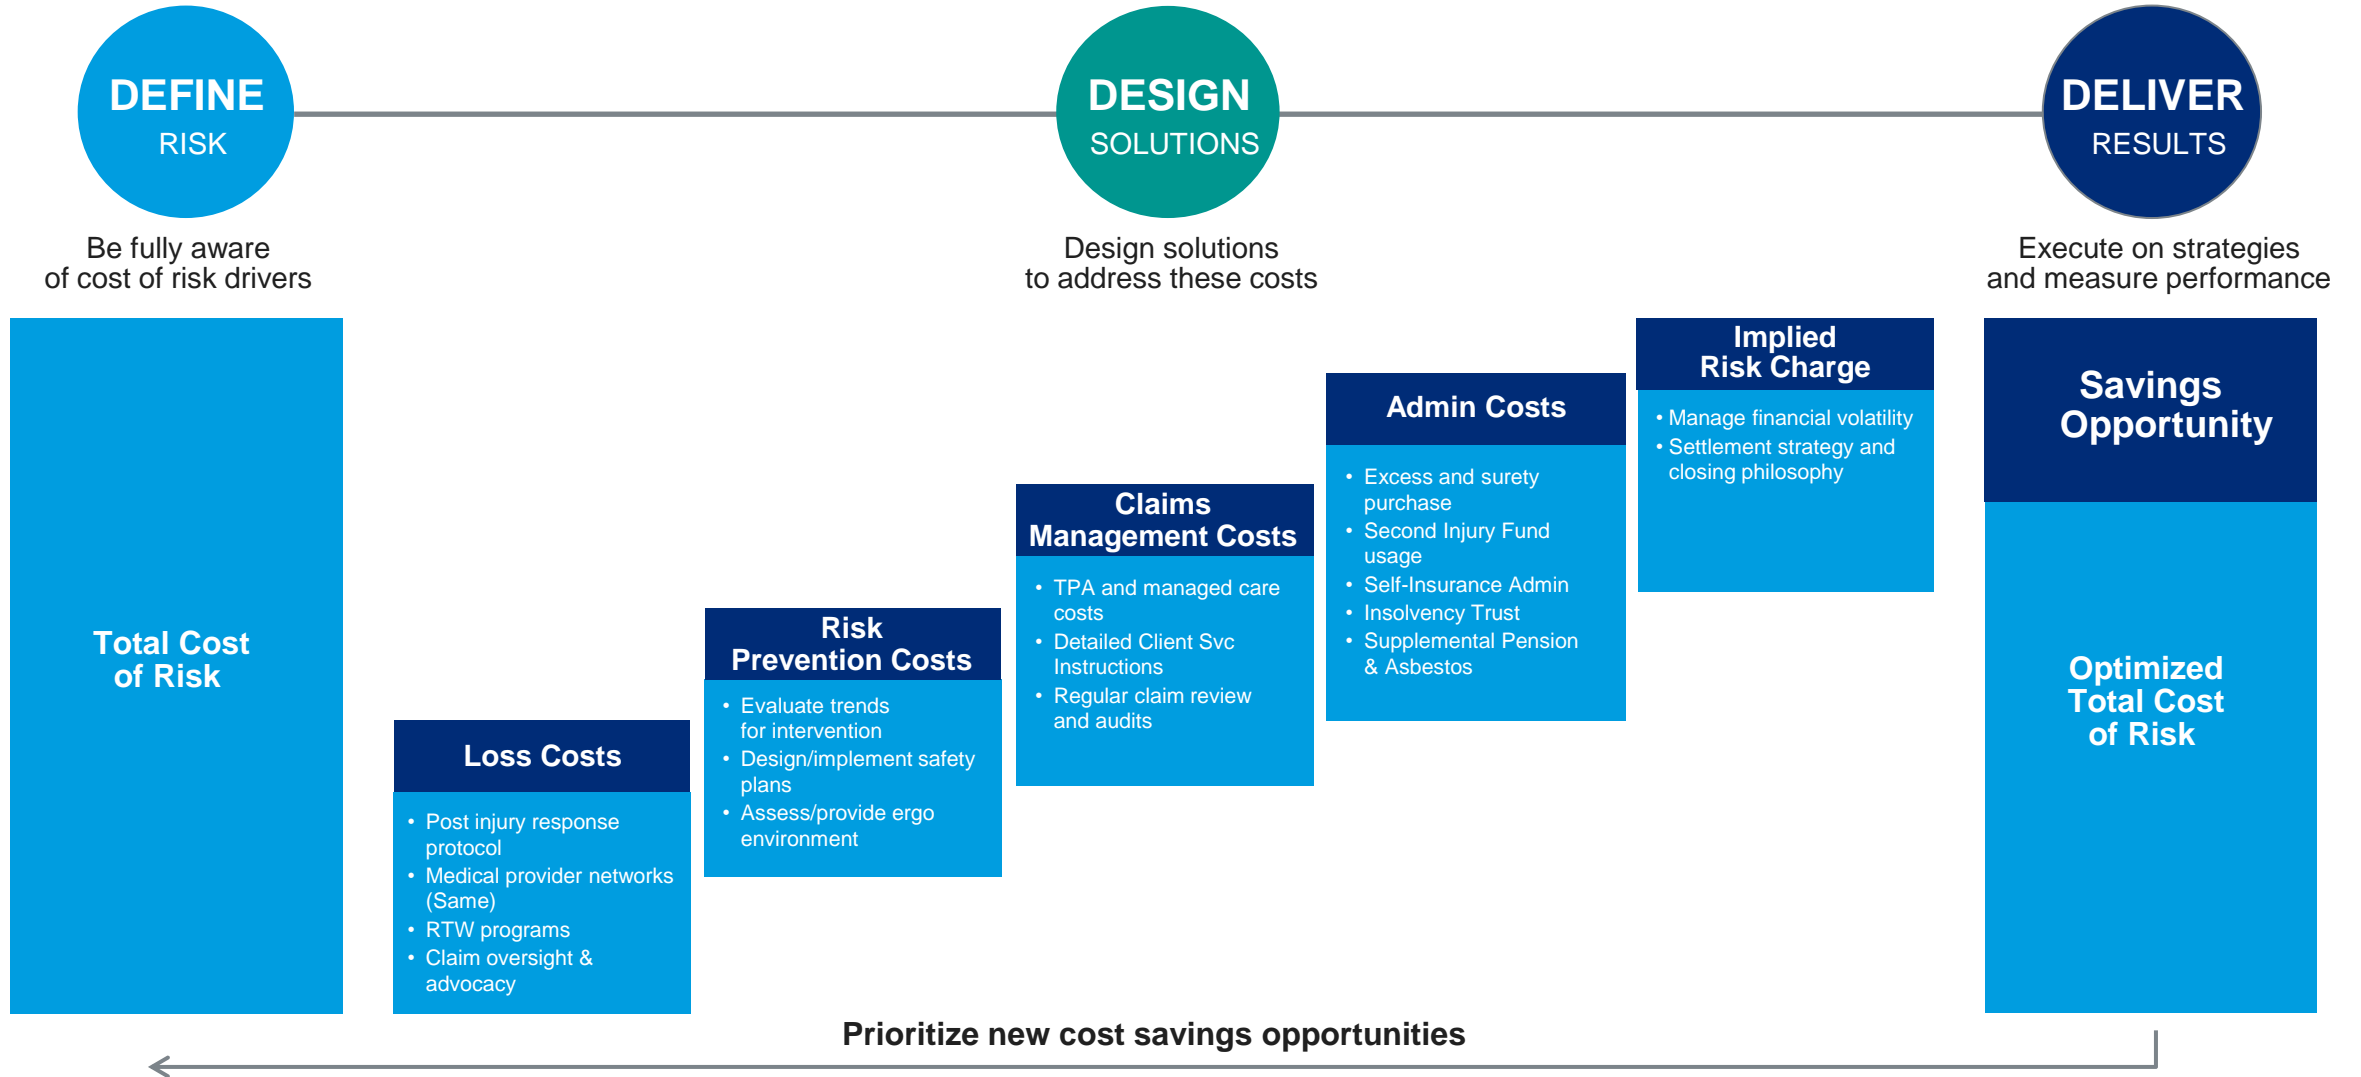 DEFINE
RISK
DESIGN
SOLUTIONS
DELIVER
RESULTS
Be fully aware
of cost of risk drivers
Design solutions
to address these costs
Execute on strategies
and measure performance
Total Cost
of Risk
Loss Costs
• Post injury response
protocol
• Medical provider networks
(Same)
• RTW programs
• Claim oversight &
advocacy
Risk
Prevention Costs
• Evaluate trends
for intervention
• Design/implement safety
plans
• Assess/provide ergo
environment
Claims
Management Costs
• TPA and managed care
costs
• Detailed Client Svc
Instructions
• Regular claim review
and audits
Admin Costs
• Excess and surety
purchase
• Second Injury Fund
usage
• Self-Insurance Admin
• Insolvency Trust
• Supplemental Pension
& Asbestos
Implied
Risk Charge
• Manage financial volatility
• Settlement strategy and
closing philosophy
Savings
Opportunity
Optimized
Total Cost
of Risk
Prioritize new cost savings opportunities